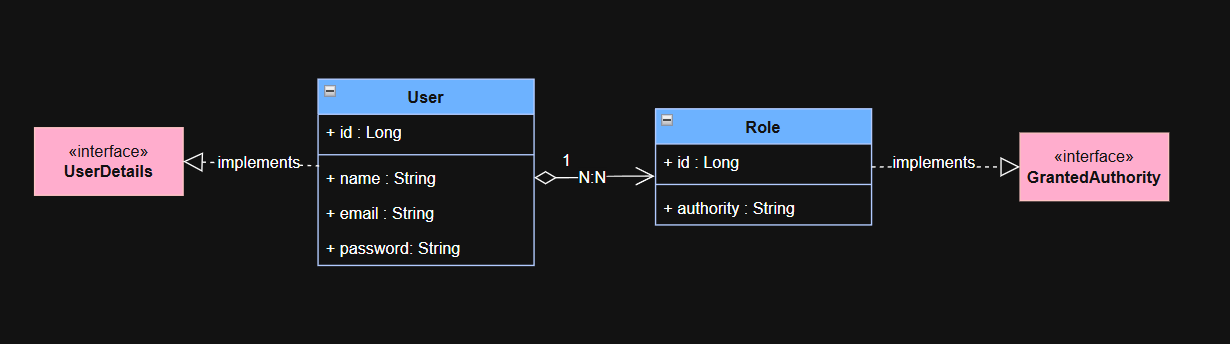 «interface»
UserDetails
implements
User
+ id : Long
+ name : String
+ email : String
+ password: String
1
N:N
Role
+ id : Long
+ authority : String
implements
«interface»
GrantedAuthority